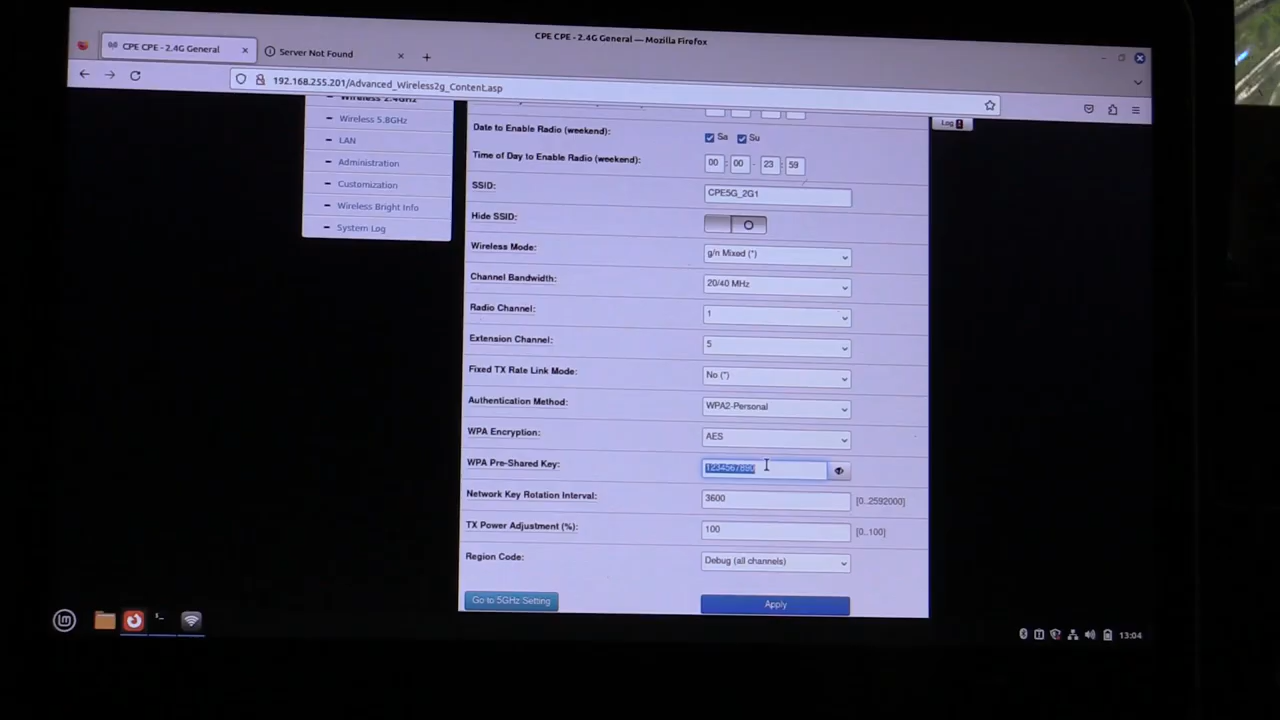 CPE CPE - 2.4G General — Mozilla Firefox
CPE CPE - 2.4G General
Server Not Found
192.168.255.201/Advanced_Wireless2g_Content.asp
Wireless 2.4GHz
Wireless 5.8GHz
LAN
Administration
Customization
Wireless Bright Info
System Log
Log
Date to Enable Radio (weekend): Sa Su
Time of Day to Enable Radio (weekend): 00 : 00 - 23 : 59
SSID: CPE5G_2G1
Hide SSID:
Wireless Mode: g/n Mixed (*)
Channel Bandwidth: 20/40 MHz
Radio Channel: 1
Extension Channel: 5
Fixed TX Rate Link Mode: No (*)
Authentication Method: WPA2-Personal
WPA Encryption: AES
WPA Pre-Shared Key: 1234567890
Network Key Rotation Interval: 3600 [0..2592000]
TX Power Adjustment (%): 100 [0..100]
Region Code: Debug (all channels)
Go to 5GHz Setting Apply
13:04